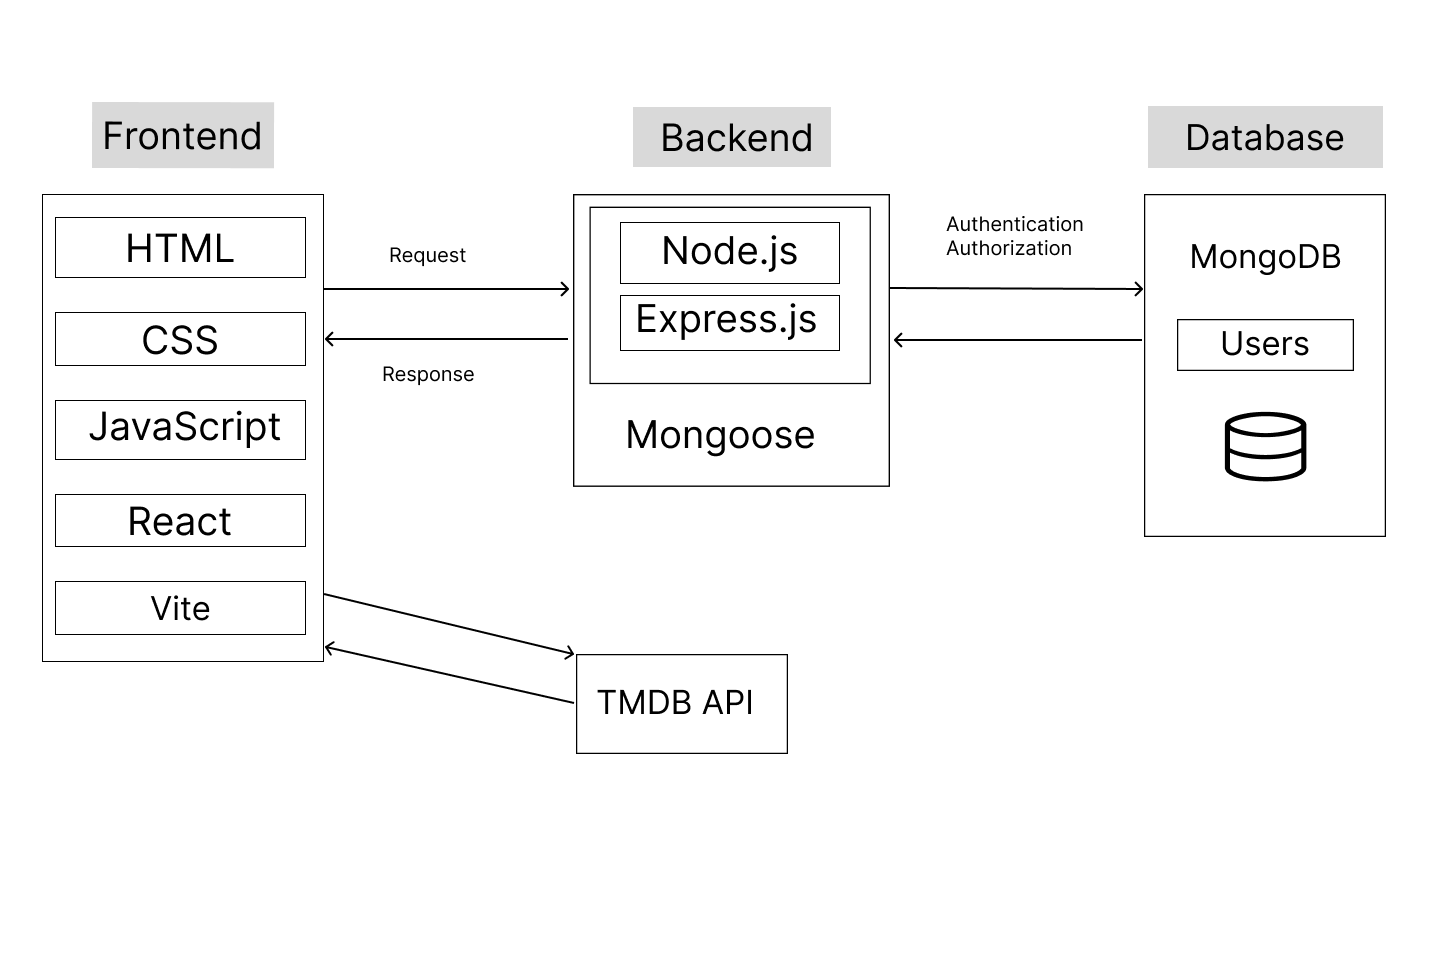 Frontend
Backend
Database
HTML
CSS
JavaScript
React
Vite
Request
Response
Node.js
Express.js
Mongoose
Authentication
Authorization
MongoDB
Users
TMDB API